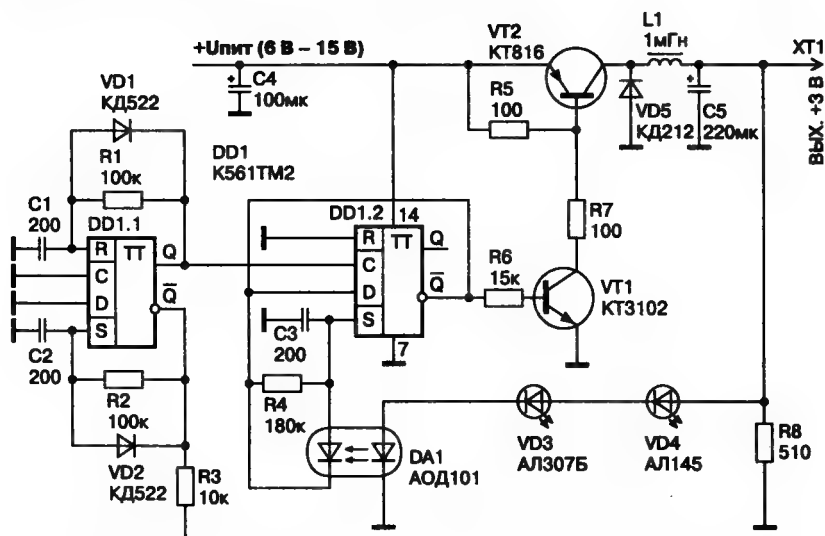 +Uпит (6 В – 15 В)
VT2
КТ816
L1
1мГн
XT1
ВЫХ. +3 В
VD1
КД522
C4
100мк
R5
100
VD5
КД212
C5
220мк
R1
100к
DD1
К561ТМ2
C1
200
DD1.1
DD1.2
14
R7
100
R
C
D
S
TT
Q
Q̅
R
C
D
S
TT
Q
Q̅
7
R6
15к
VT1
КТ3102
C2
200
C3
200
R2
100к
R4
180к
VD2
КД522
R3
10к
DA1
АОД101
VD3
АЛ307Б
VD4
АЛ145
R8
510